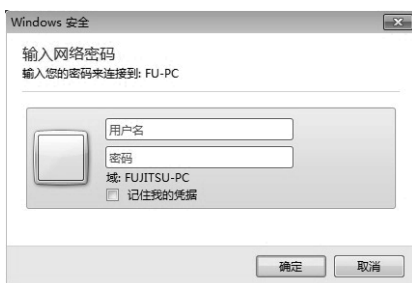 Windows 安全
输入网络密码
输入您的密码来连接到: FU-PC
用户名
密码
域: FUJITSU-PC
记住我的凭据
确定
取消